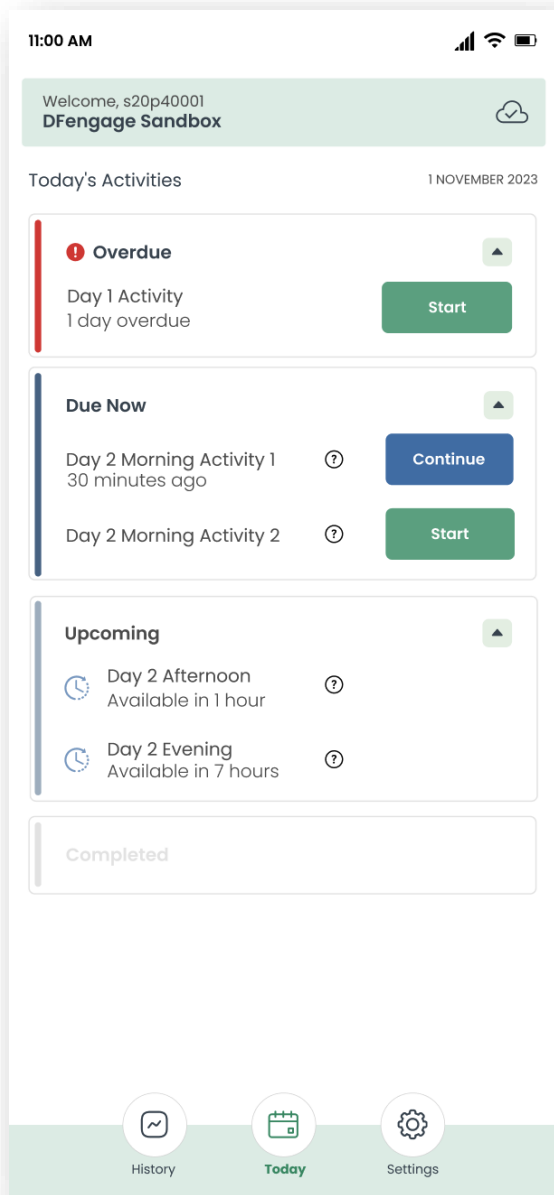 11:00 AM
Welcome, s20p40001
DFengage Sandbox
Today's Activities
1 NOVEMBER 2023
! Overdue
Day 1 Activity
1 day overdue
Start
Due Now
Day 2 Morning Activity 1
30 minutes ago
?
Continue
Day 2 Morning Activity 2
?
Start
Upcoming
Day 2 Afternoon
Available in 1 hour
?
Day 2 Evening
Available in 7 hours
?
Completed
History
Today
Settings